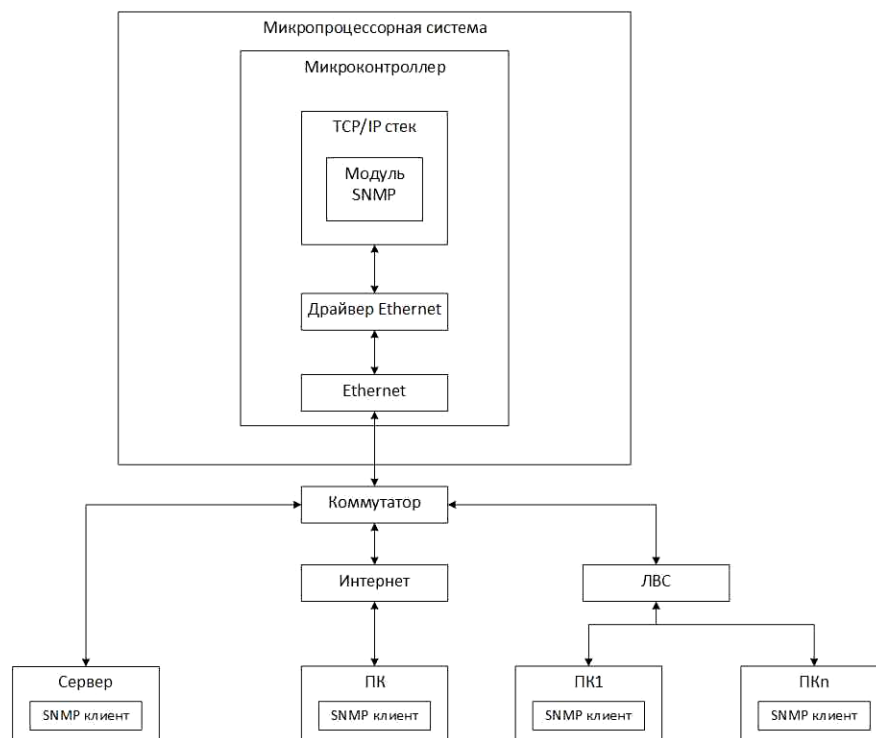 Микропроцессорная система
Микроконтроллер
TCP/IP стек
Модуль
SNMP
Драйвер Ethernet
Ethernet
Коммутатор
Интернет
ЛВС
Сервер
ПК
ПК1
ПКn
SNMP клиент
SNMP клиент
SNMP клиент
SNMP клиент